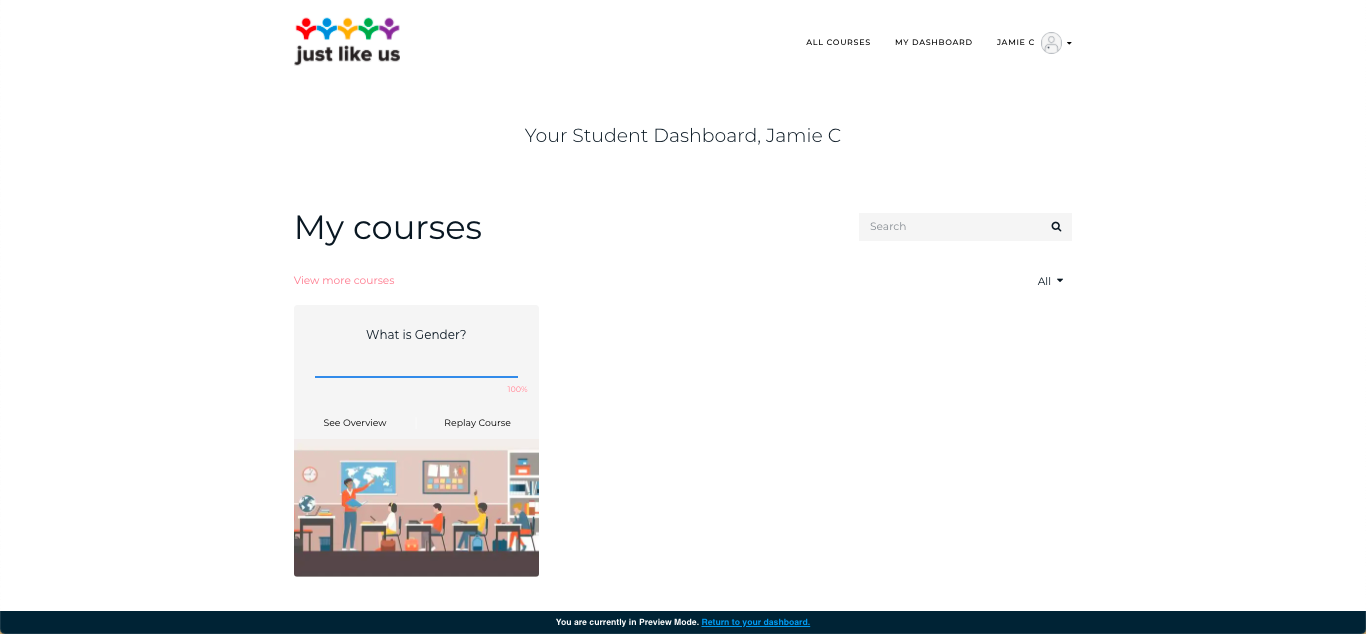 just like us
ALL COURSES MY DASHBOARD JAMIE C
Your Student Dashboard, Jamie C
My courses
Search
View more courses
All
What is Gender?
100%
See Overview Replay Course
You are currently in Preview Mode. Return to your dashboard.